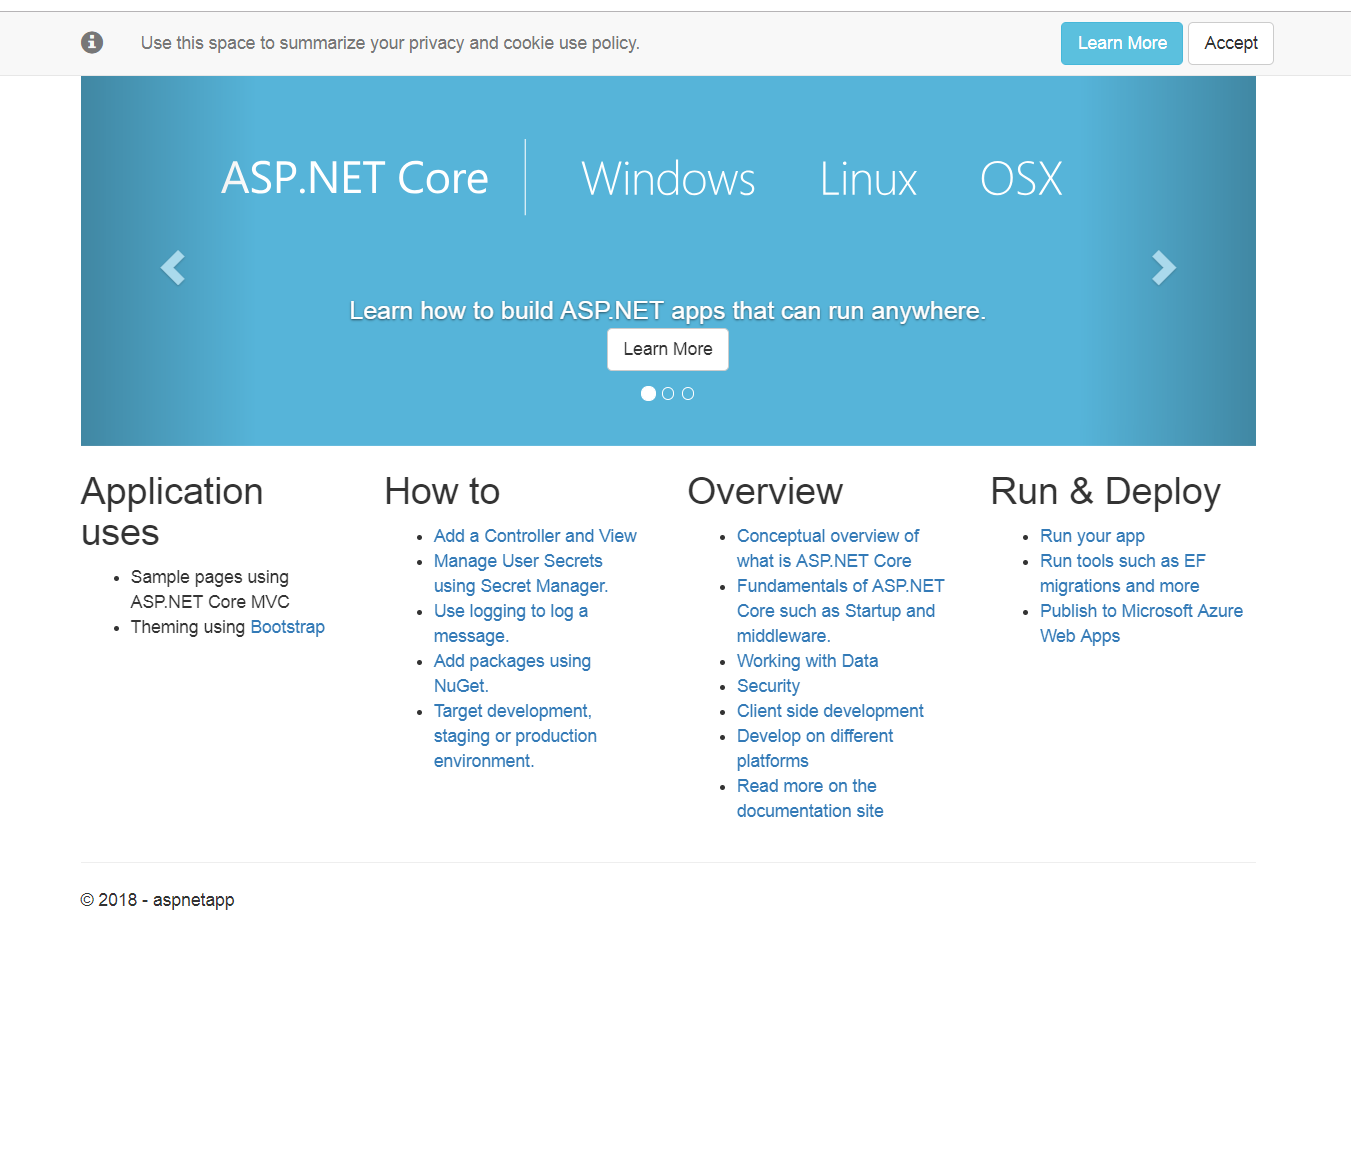 Use this space to summarize your privacy and cookie use policy.
Learn More
Accept
ASP.NET Core
Windows
Linux
OSX
Learn how to build ASP.NET apps that can run anywhere.
Learn More
Application
uses
Sample pages using
ASP.NET Core MVC
Theming using Bootstrap
How to
Add a Controller and View
Manage User Secrets
using Secret Manager.
Use logging to log a
message.
Add packages using
NuGet.
Target development,
staging or production
environment.
Overview
Conceptual overview of
what is ASP.NET Core
Fundamentals of ASP.NET
Core such as Startup and
middleware.
Working with Data
Security
Client side development
Develop on different
platforms
Read more on the
documentation site
Run & Deploy
Run your app
Run tools such as EF
migrations and more
Publish to Microsoft Azure
Web Apps
© 2018 - aspnetapp